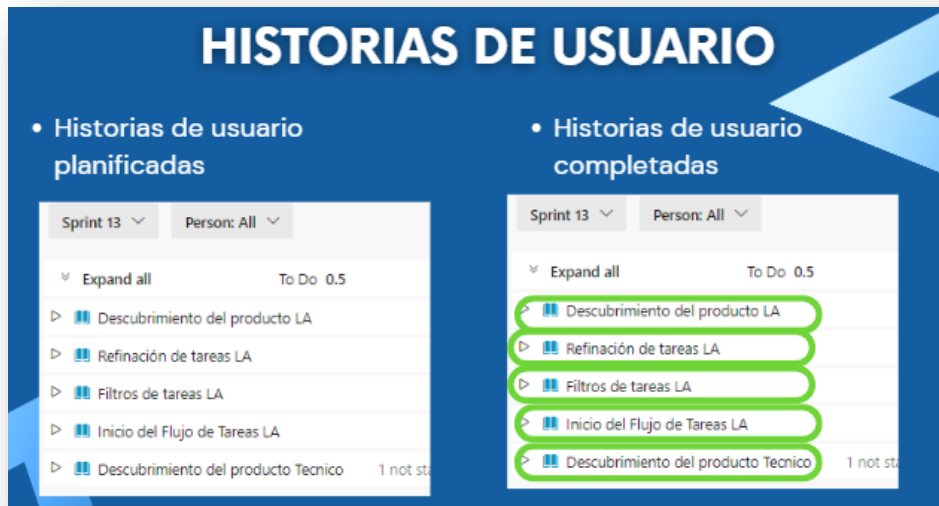 HISTORIAS DE USUARIO
• Historias de usuario
planificadas
Sprint 13 Person: All
Expand all To Do 0.5
Descubrimiento del producto LA
Refinación de tareas LA
Filtros de tareas LA
Inicio del Flujo de Tareas LA
Descubrimiento del producto Tecnico 1 not
• Historias de usuario
completadas
Sprint 13 Person: All
Expand all To Do 0.5
Descubrimiento del producto LA
Refinación de tareas LA
Filtros de tareas LA
Inicio del Flujo de Tareas LA
Descubrimiento del producto Tecnico 1 not